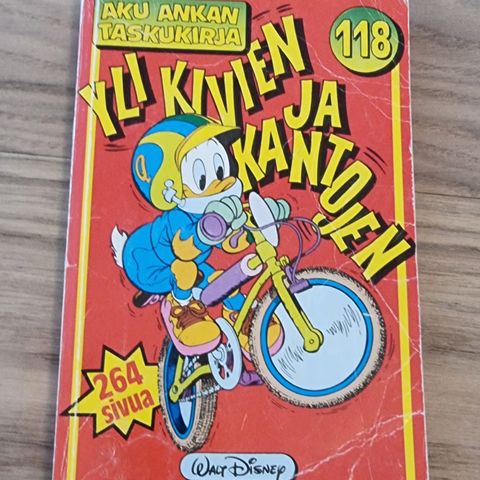 AKU ANKAN
TASKUKIRJA
118
YLI KIVIEN
JA
KANTOJEN
264
sivua
WALT DISNEY